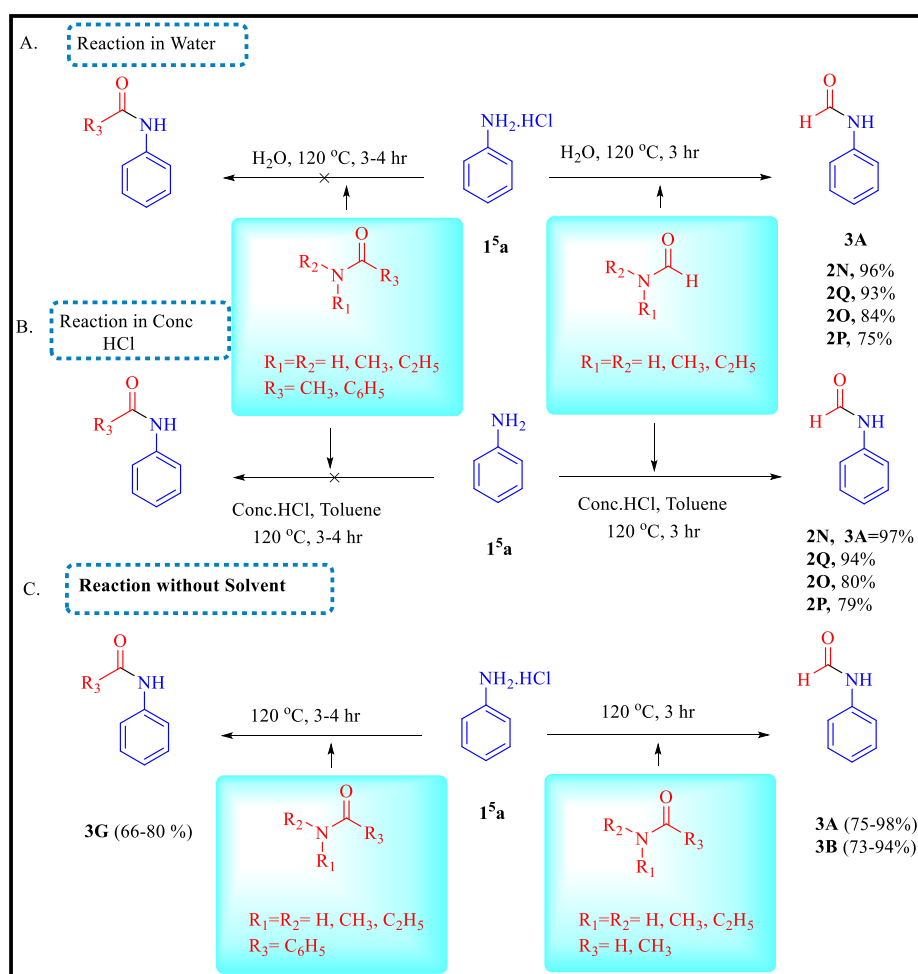 A. Reaction in Water
O
R3 NH
H2O, 120 oC, 3-4 hr
NH2.HCl
1⁵a
H2O, 120 oC, 3 hr
O
H NH
3A
2N, 96%
2Q, 93%
2O, 84%
2P, 75%
O
R2 N R3
R1
R1=R2= H, CH3, C2H5
R3= CH3, C6H5
O
R2 N H
R1
R1=R2= H, CH3, C2H5
B. Reaction in Conc
HCl
O
R3 NH
Conc.HCl, Toluene
120 oC, 3-4 hr
NH2
1⁵a
Conc.HCl, Toluene
120 oC, 3 hr
O
H NH
2N, 3A=97%
2Q, 94%
2O, 80%
2P, 79%
C. Reaction without Solvent
O
R3 NH
3G (66-80 %)
120 oC, 3-4 hr
NH2.HCl
1⁵a
120 oC, 3 hr
O
H NH
3A (75-98%)
3B (73-94%)
O
R2 N R3
R1
R1=R2= H, CH3, C2H5
R3= C6H5
O
R2 N R3
R1
R1=R2= H, CH3, C2H5
R3= H, CH3